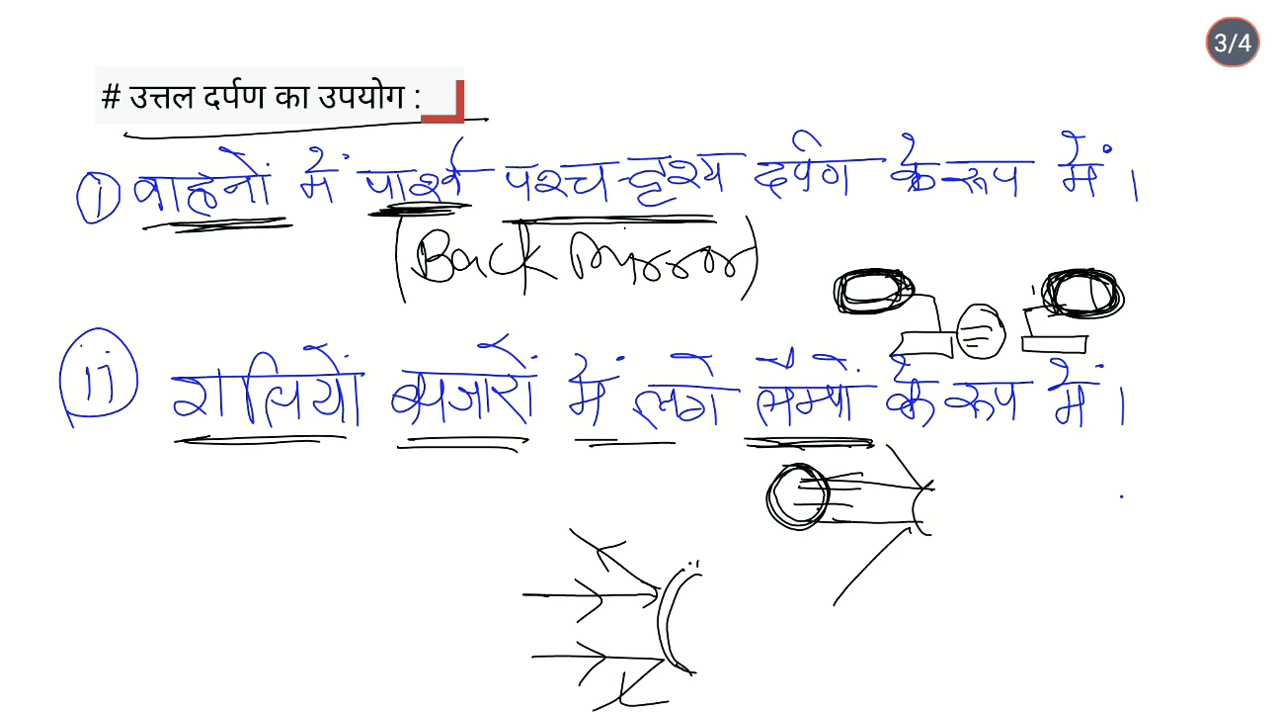 3/4
# उत्तल दर्पण का उपयोग :
(i) वाहनों में पार्श्व पश्च-दृश्य दर्पण के रूप में।
(Back Mirror)
(ii) गलियों बाजारों में लगे लैम्पों के रूप में।